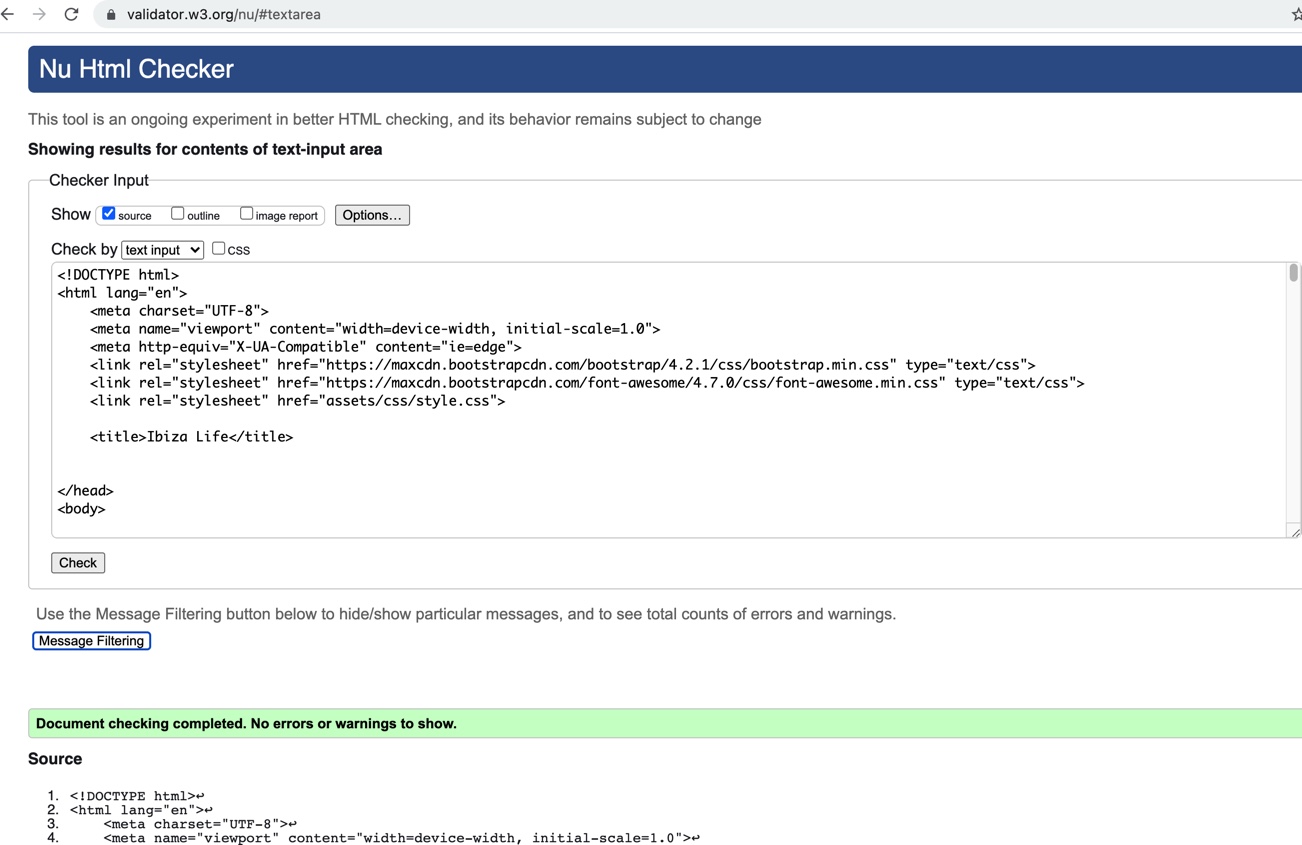 validator.w3.org/nu/#textarea
Nu Html Checker
This tool is an ongoing experiment in better HTML checking, and its behavior remains subject to change
Showing results for contents of text-input area
Checker Input
Show source outline image report Options...
Check by text input css
<!DOCTYPE html>
<html lang="en">
    <meta charset="UTF-8">
    <meta name="viewport" content="width=device-width, initial-scale=1.0">
    <meta http-equiv="X-UA-Compatible" content="ie=edge">
    <link rel="stylesheet" href="https://maxcdn.bootstrapcdn.com/bootstrap/4.2.1/css/bootstrap.min.css" type="text/css">
    <link rel="stylesheet" href="https://maxcdn.bootstrapcdn.com/font-awesome/4.7.0/css/font-awesome.min.css" type="text/css">
    <link rel="stylesheet" href="assets/css/style.css">
    <title>Ibiza Life</title>
</head>
<body>
Check
Use the Message Filtering button below to hide/show particular messages, and to see total counts of errors and warnings.
Message Filtering
Document checking completed. No errors or warnings to show.
Source
1. <!DOCTYPE html>↩
2. <html lang="en">↩
3.     <meta charset="UTF-8">↩
4.     <meta name="viewport" content="width=device-width, initial-scale=1.0">↩